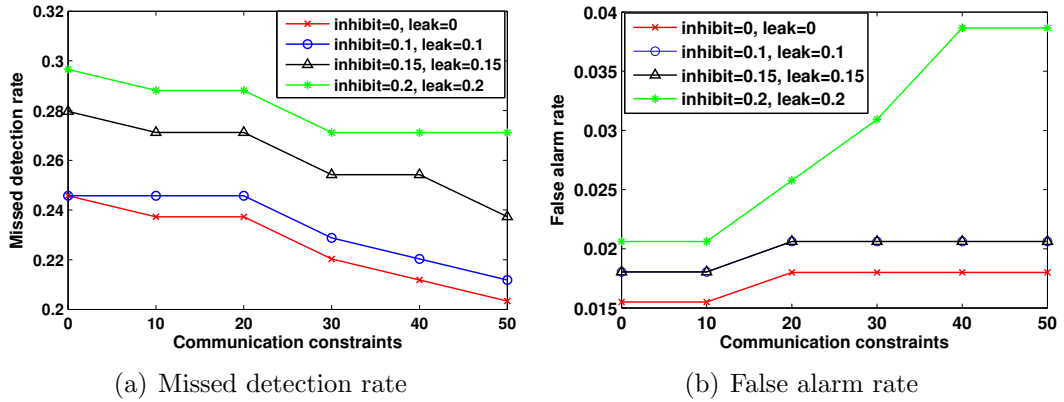 0.32
0.3
0.28
0.26
0.24
0.22
0.2
Missed detection rate
inhibit=0, leak=0
inhibit=0.1, leak=0.1
inhibit=0.15, leak=0.15
inhibit=0.2, leak=0.2
0 10 20 30 40 50
Communication constraints
(a) Missed detection rate
0.04
0.035
0.03
0.025
0.02
0.015
False alarm rate
inhibit=0, leak=0
inhibit=0.1, leak=0.1
inhibit=0.15, leak=0.15
inhibit=0.2, leak=0.2
0 10 20 30 40 50
Communication constraints
(b) False alarm rate